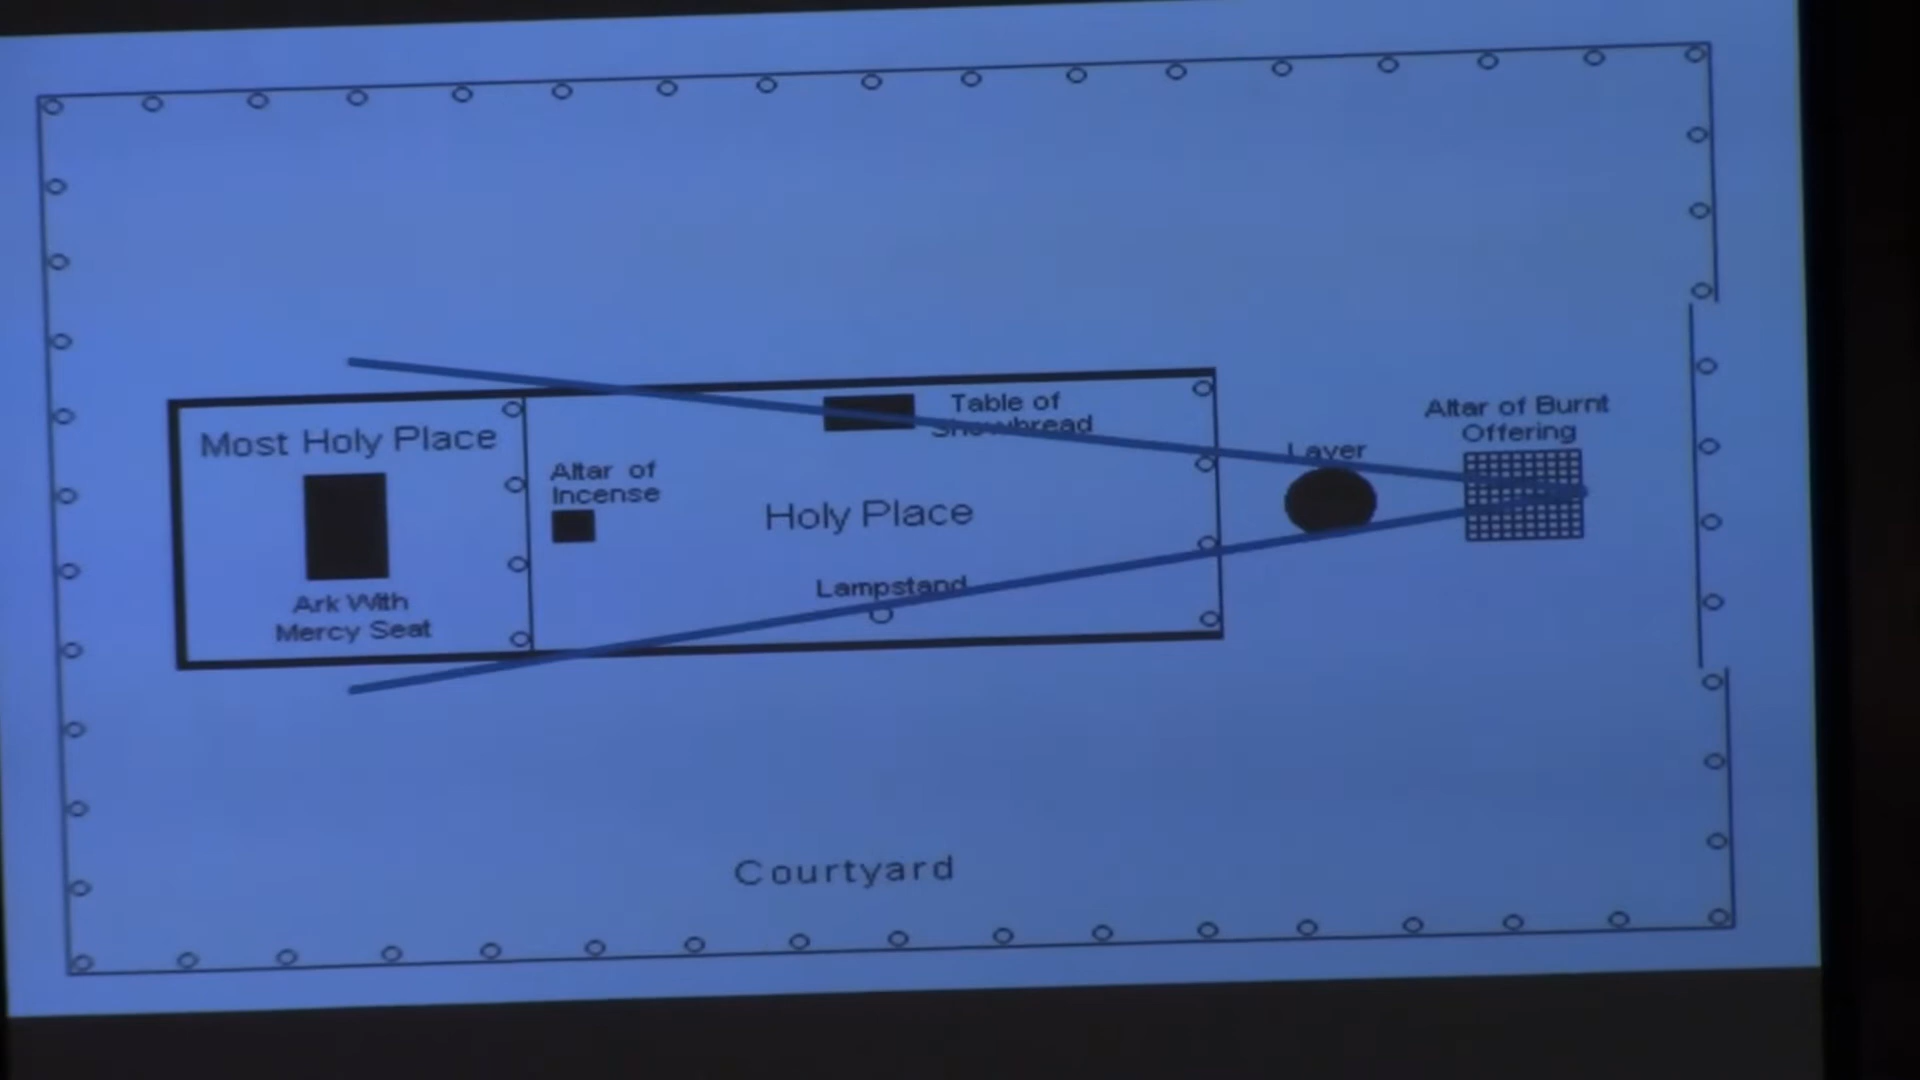 Most Holy Place
Ark With
Mercy Seat
Altar of
Incense
Table of
Showbread
Holy Place
Lampstand
Laver
Altar of Burnt
Offering
Courtyard